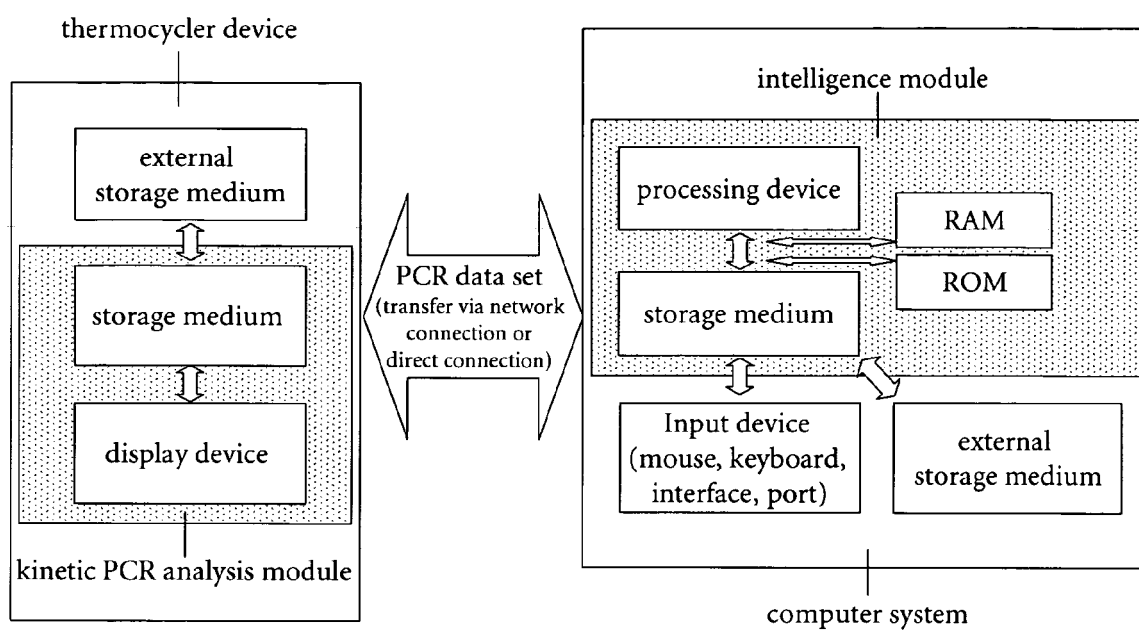 thermocycler device
external
storage medium
storage medium
display device
kinetic PCR analysis module
PCR data set
(transfer via network
connection or
direct connection)
intelligence module
processing device
RAM
ROM
storage medium
Input device
(mouse, keyboard,
interface, port)
external
storage medium
computer system